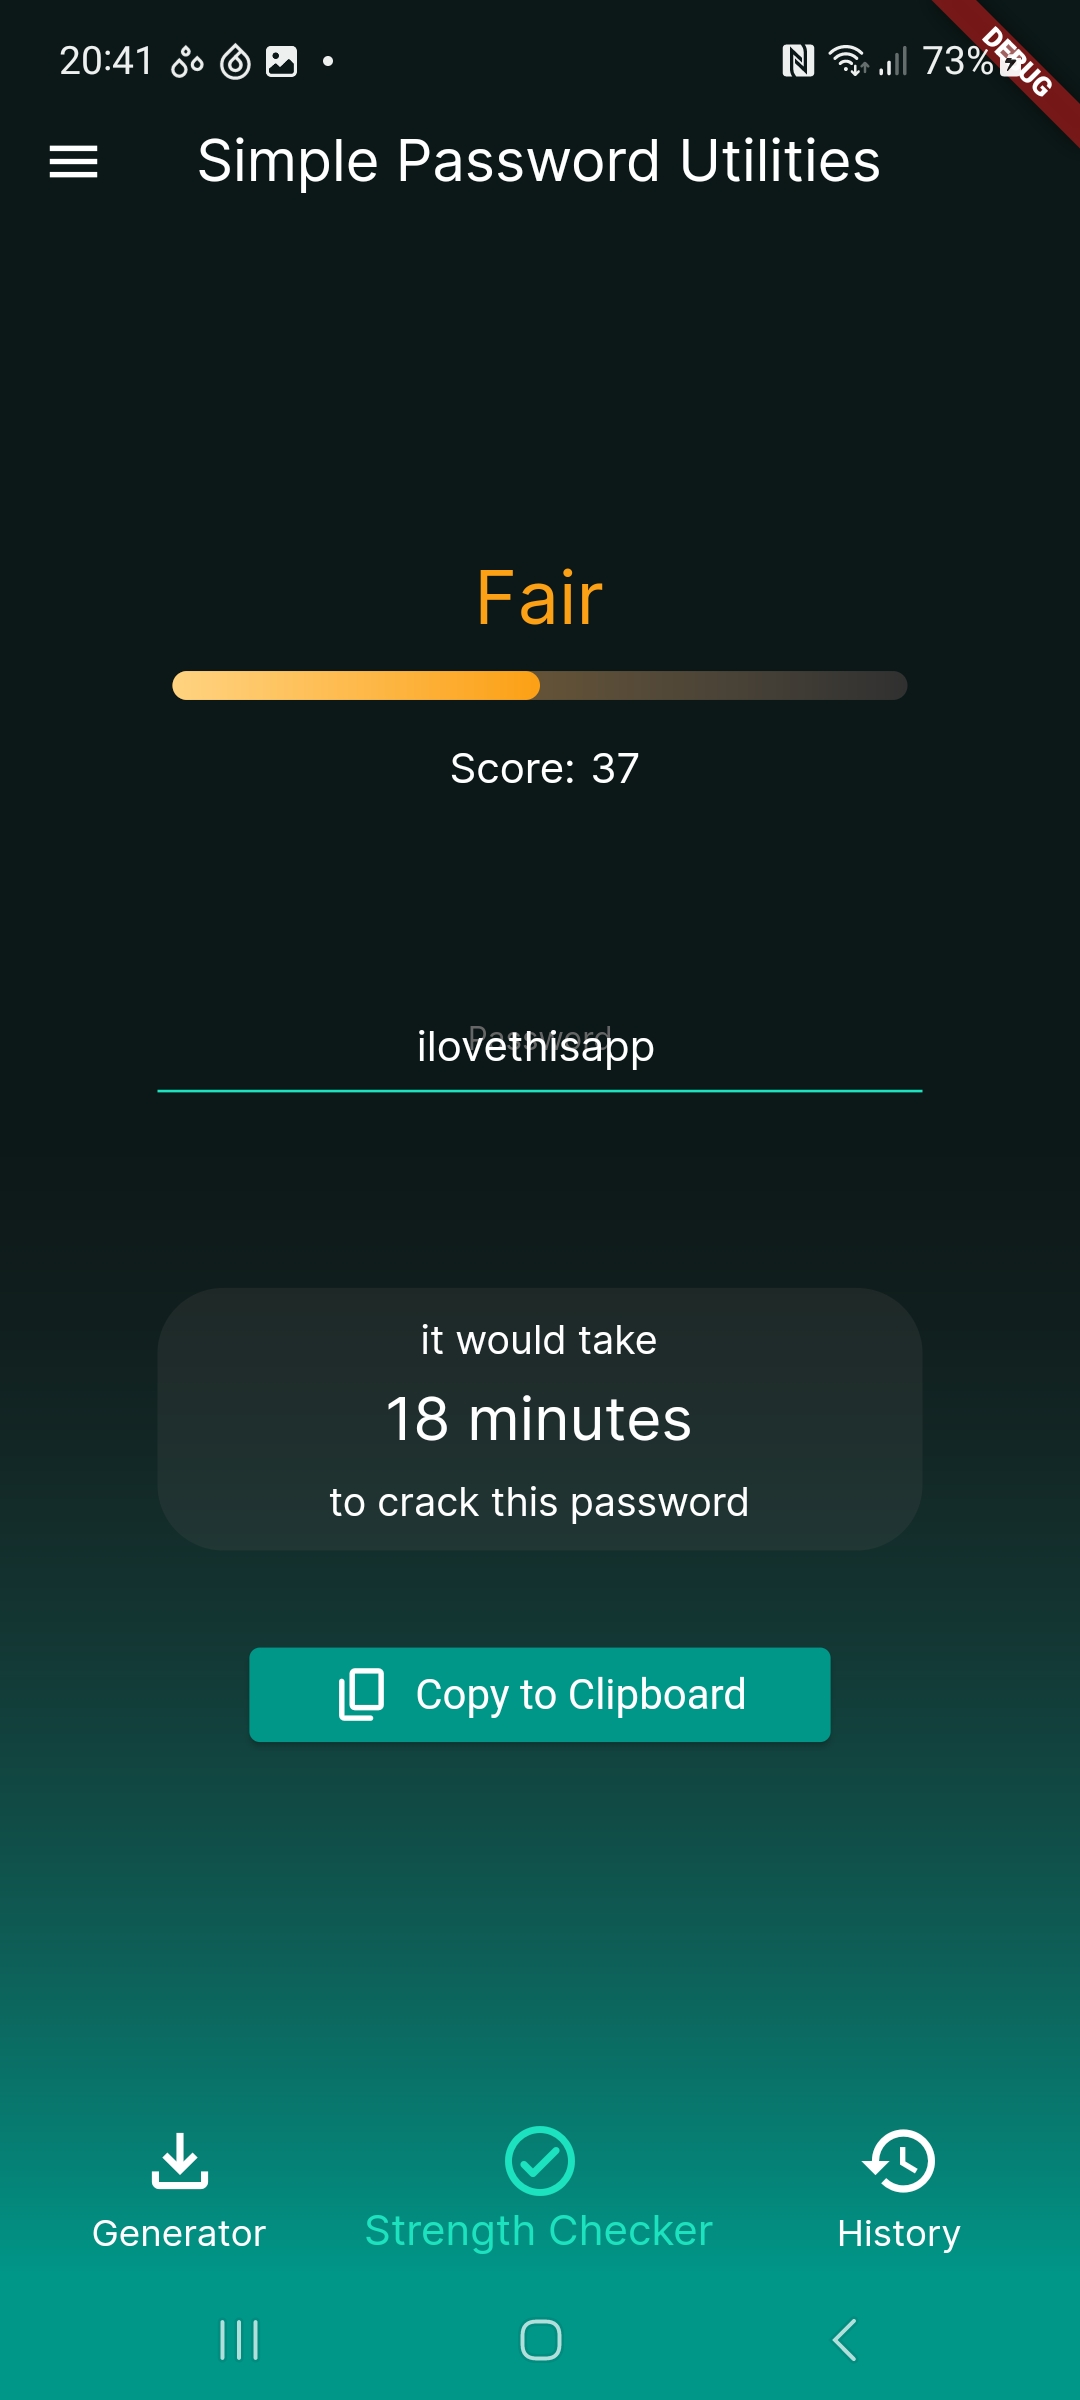 20:41
73%
DEBUG
Simple Password Utilities
Fair
Score: 37
Password
ilovethisapp
it would take
18 minutes
to crack this password
Copy to Clipboard
Generator
Strength Checker
History